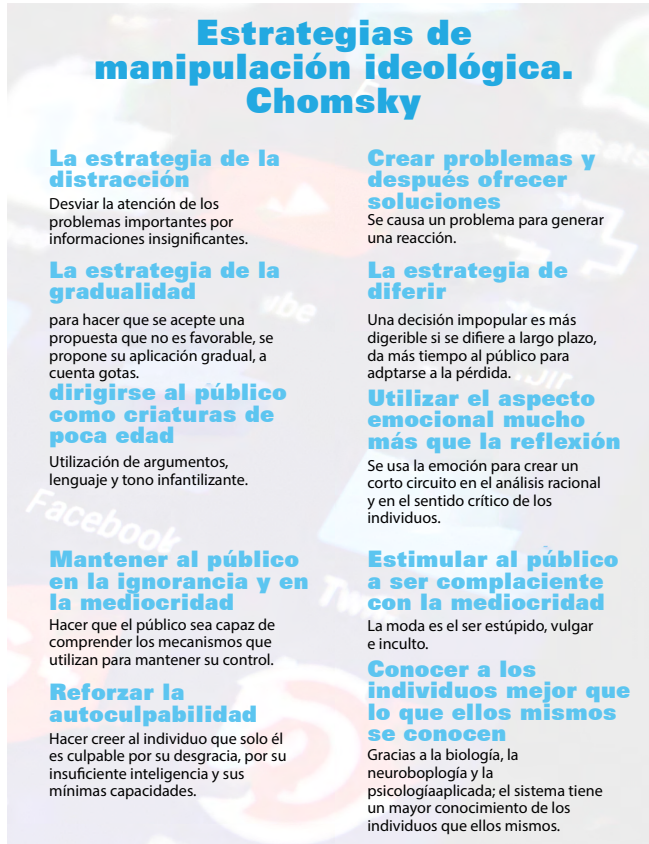 Estrategias de
manipulación ideológica.
Chomsky
La estrategia de la
distracción
Desviar la atención de los
problemas importantes por
informaciones insignificantes.
Crear problemas y
después ofrecer
soluciones
Se causa un problema para generar
una reacción.
La estrategia de la
gradualidad
para hacer que se acepte una
propuesta que no es favorable, se
propone su aplicación gradual, a
cuenta gotas.
La estrategia de
diferir
Una decisión impopular es más
digerible si se difiere a largo plazo,
da más tiempo al público para
adptarse a la pérdida.
dirigirse al público
como criaturas de
poca edad
Utilización de argumentos,
lenguaje y tono infantilizante.
Utilizar el aspecto
emocional mucho
más que la reflexión
Se usa la emoción para crear un
corto circuito en el análisis racional
y en el sentido crítico de los
individuos.
Mantener al público
en la ignorancia y en
la mediocridad
Hacer que el público sea capaz de
comprender los mecanismos que
utilizan para mantener su control.
Estimular al público
a ser complaciente
con la mediocridad
La moda es el ser estúpido, vulgar
e inculto.
Reforzar la
autoculpabilidad
Hacer creer al individuo que solo él
es culpable por su desgracia, por su
insuficiente inteligencia y sus
mínimas capacidades.
Conocer a los
individuos mejor que
lo que ellos mismos
se conocen
Gracias a la biología, la
neuroboplogía y la
psicologíaaplicada; el sistema tiene
un mayor conocimiento de los
individuos que ellos mismos.
Facebook